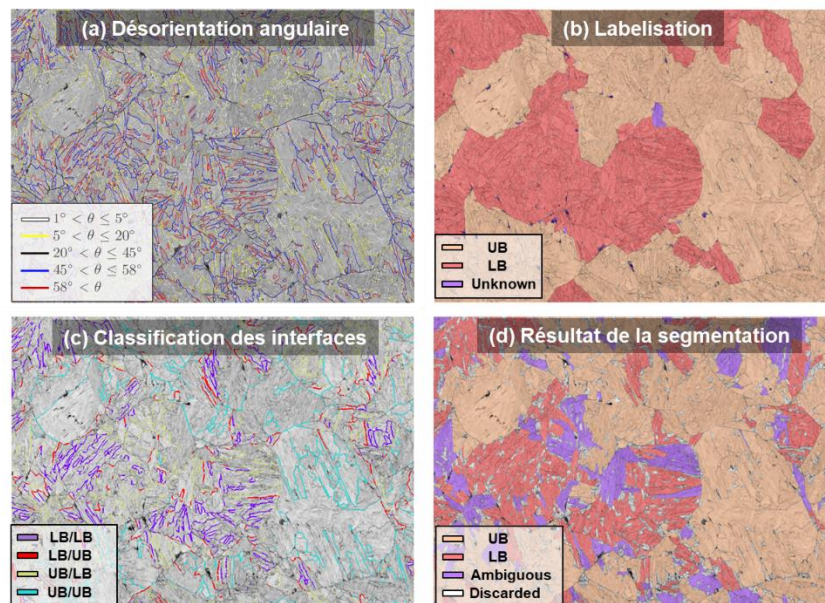 (a) Désorientation angulaire
1° < θ ≤ 5°
5° < θ ≤ 20°
20° < θ ≤ 45°
45° < θ ≤ 58°
58° < θ
(b) Labelisation
UB
LB
Unknown
(c) Classification des interfaces
LB/LB
LB/UB
UB/LB
UB/UB
(d) Résultat de la segmentation
UB
LB
Ambiguous
Discarded